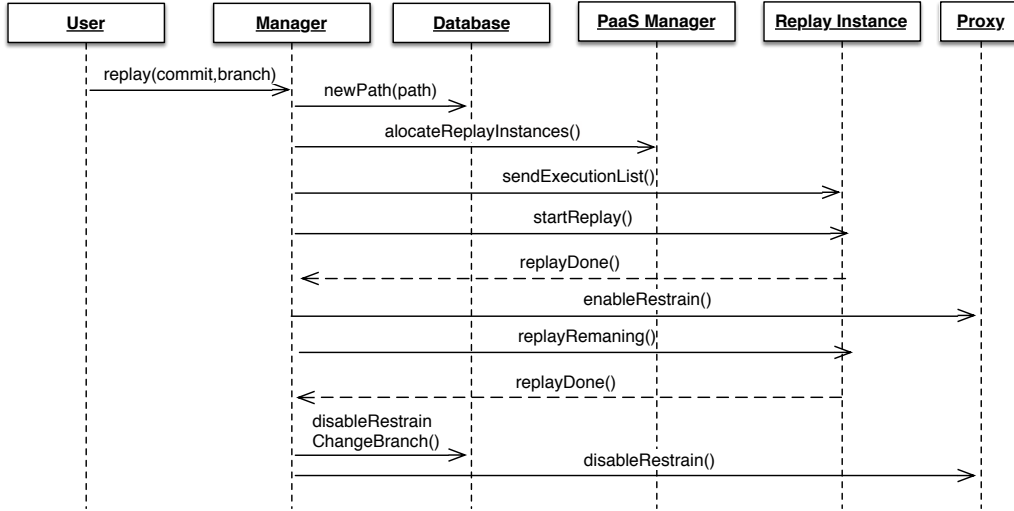 User
Manager
Database
PaaS Manager
Replay Instance
Proxy
replay(commit,branch)
newPath(path)
alocateReplayInstances()
sendExecutionList()
startReplay()
replayDone()
enableRestrain()
replayRemaning()
replayDone()
disableRestrain
ChangeBranch()
disableRestrain()